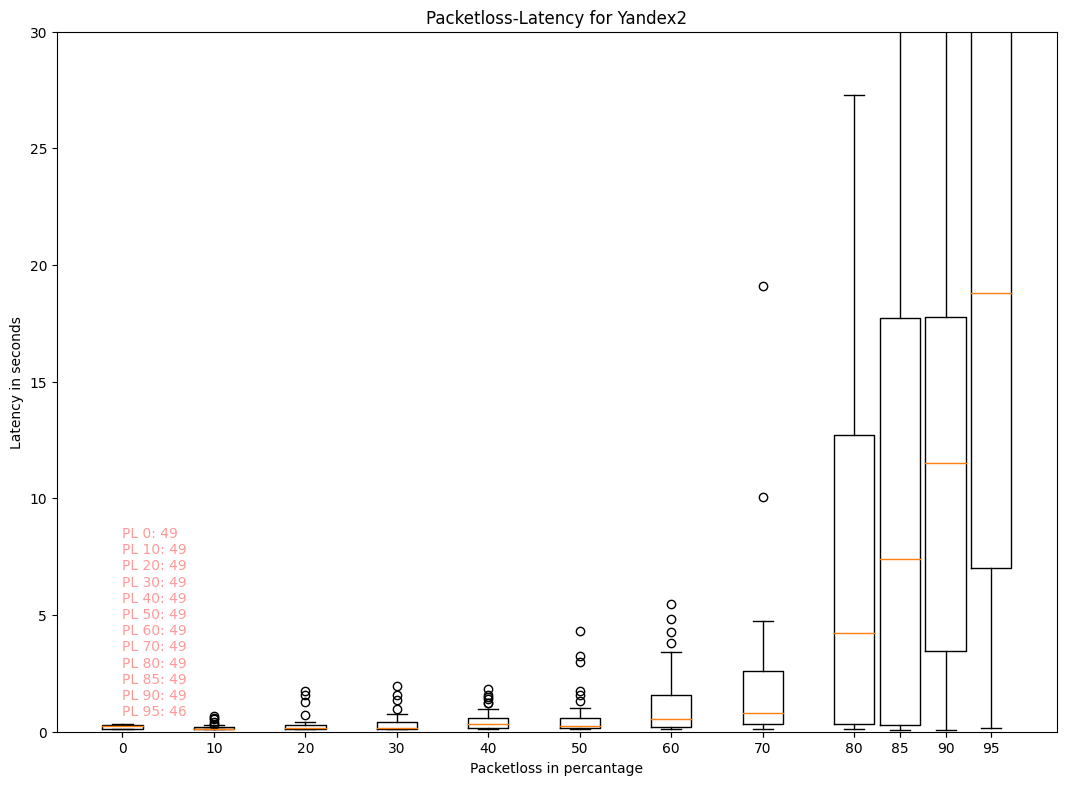 Packetloss-Latency for Yandex2
30
25
20
15
10
5
0
Latency in seconds
PL 0: 49
PL 10: 49
PL 20: 49
PL 30: 49
PL 40: 49
PL 50: 49
PL 60: 49
PL 70: 49
PL 80: 49
PL 85: 49
PL 90: 49
PL 95: 46
0 10 20 30 40 50 60 70 80 85 90 95
Packetloss in percantage